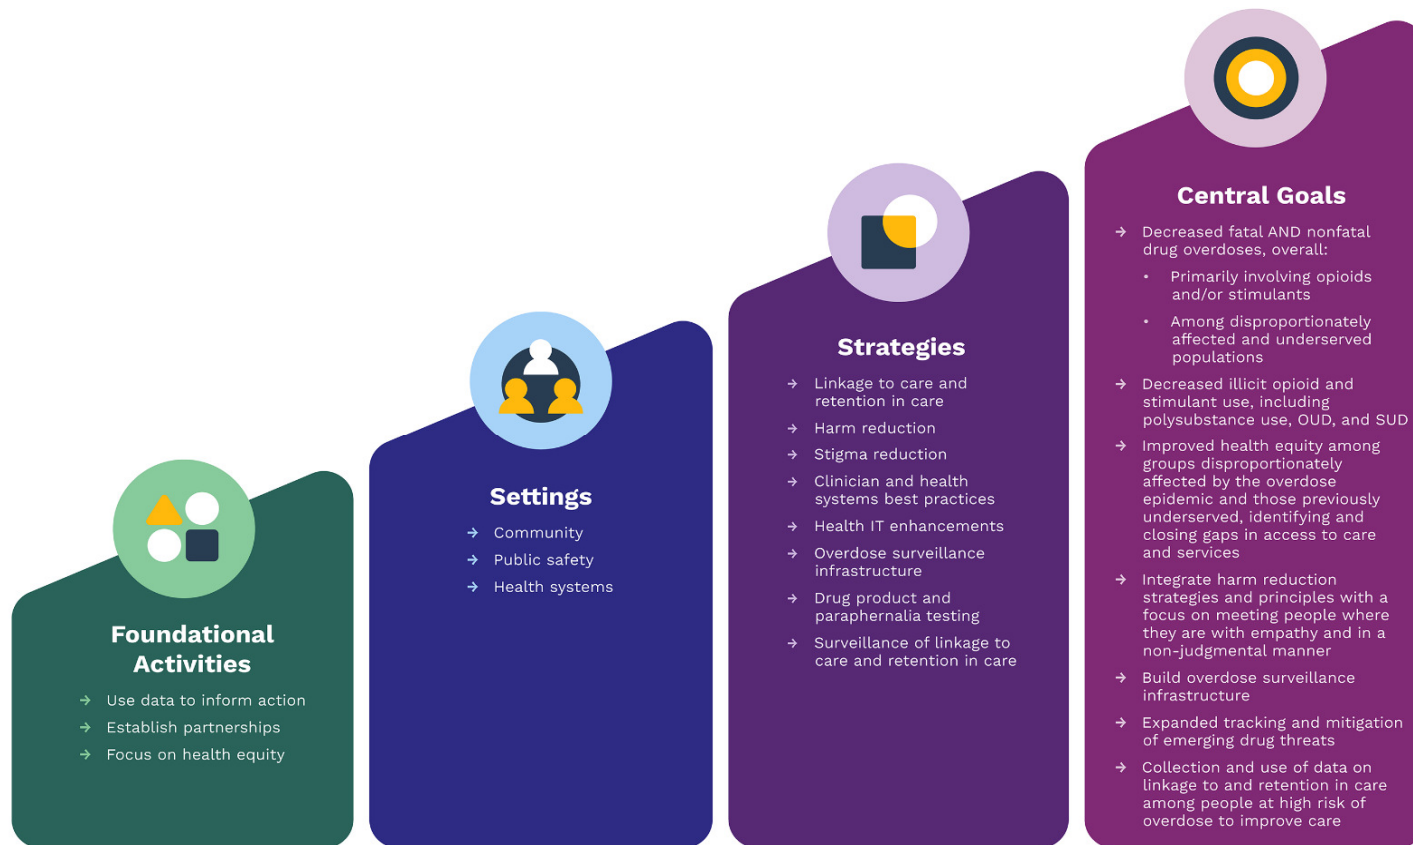 Foundational
Activities
→ Use data to inform action
→ Establish partnerships
→ Focus on health equity
Settings
→ Community
→ Public safety
→ Health systems
Strategies
→ Linkage to care and
retention in care
→ Harm reduction
→ Stigma reduction
→ Clinician and health
systems best practices
→ Health IT enhancements
→ Overdose surveillance
infrastructure
→ Drug product and
paraphernalia testing
→ Surveillance of linkage to
care and retention in care
Central Goals
→ Decreased fatal AND nonfatal
drug overdoses, overall:
• Primarily involving opioids
and/or stimulants
• Among disproportionately
affected and underserved
populations
→ Decreased illicit opioid and
stimulant use, including
polysubstance use, OUD, and SUD
→ Improved health equity among
groups disproportionately
affected by the overdose
epidemic and those previously
underserved, identifying and
closing gaps in access to care
and services
→ Integrate harm reduction
strategies and principles with a
focus on meeting people where
they are with empathy and in a
non-judgmental manner
→ Build overdose surveillance
infrastructure
→ Expanded tracking and mitigation
of emerging drug threats
→ Collection and use of data on
linkage to and retention in care
among people at high risk of
overdose to improve care